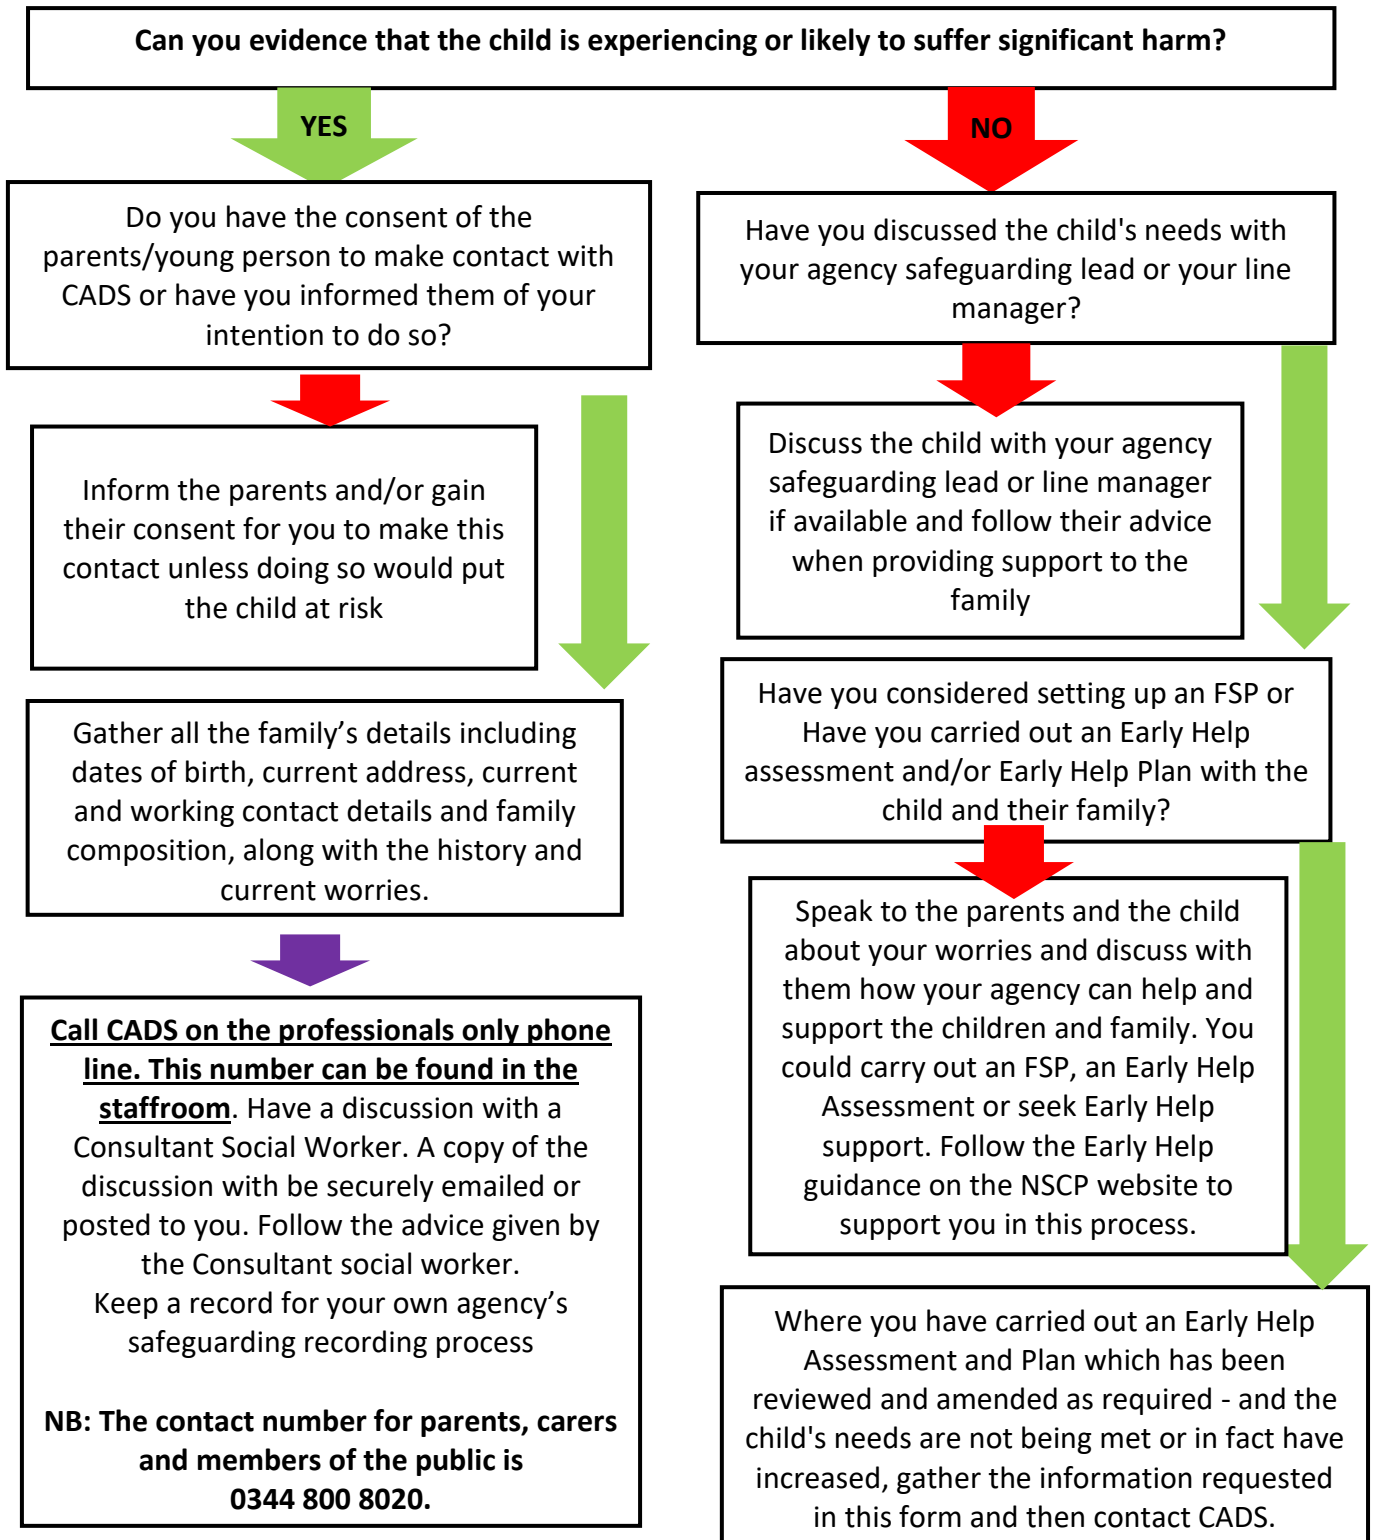 Can you evidence that the child is experiencing or likely to suffer significant harm?
YES
NO
Do you have the consent of the
parents/young person to make contact with
CADS or have you informed them of your
intention to do so?
Inform the parents and/or gain
their consent for you to make this
contact unless doing so would put
the child at risk
Gather all the family’s details including
dates of birth, current address, current
and working contact details and family
composition, along with the history and
current worries.
Call CADS on the professionals only phone
line. This number can be found in the
staffroom. Have a discussion with a
Consultant Social Worker. A copy of the
discussion with be securely emailed or
posted to you. Follow the advice given by
the Consultant social worker.
Keep a record for your own agency’s
safeguarding recording process
NB: The contact number for parents, carers
and members of the public is
0344 800 8020.
Have you discussed the child's needs with
your agency safeguarding lead or your line
manager?
Discuss the child with your agency
safeguarding lead or line manager
if available and follow their advice
when providing support to the
family
Have you considered setting up an FSP or
Have you carried out an Early Help
assessment and/or Early Help Plan with the
child and their family?
Speak to the parents and the child
about your worries and discuss with
them how your agency can help and
support the children and family. You
could carry out an FSP, an Early Help
Assessment or seek Early Help
support. Follow the Early Help
guidance on the NSCP website to
support you in this process.
Where you have carried out an Early Help
Assessment and Plan which has been
reviewed and amended as required - and the
child's needs are not being met or in fact have
increased, gather the information requested
in this form and then contact CADS.